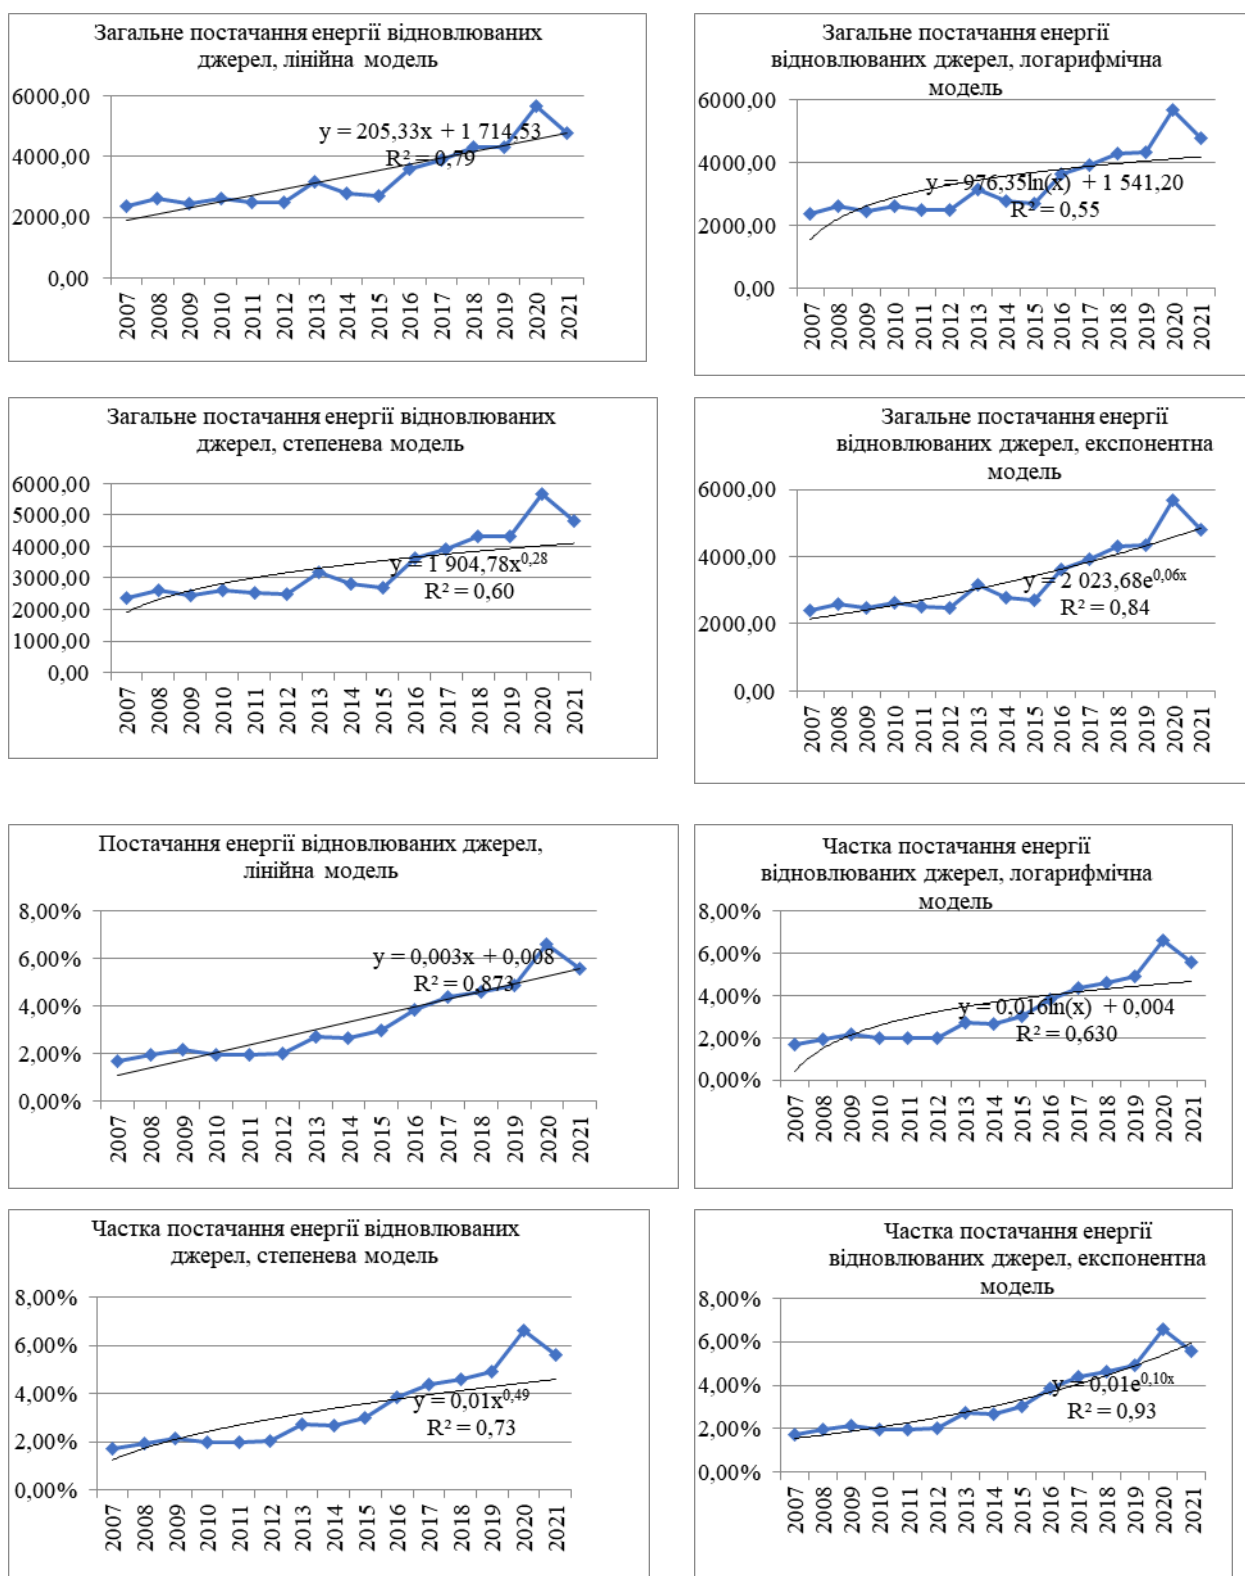 Загальне постачання енергії відновлюваних
джерел, лінійна модель
6000,00
4000,00
2000,00
0,00
y = 205,33x + 1 714,53
R² = 0,79
2007 2008 2009 2010 2011 2012 2013 2014 2015 2016 2017 2018 2019 2020 2021
Загальне постачання енергії
відновлюваних джерел, логарифмічна
модель
6000,00
4000,00
2000,00
0,00
y = 976,35ln(x) + 1 541,20
R² = 0,55
2007 2008 2009 2010 2011 2012 2013 2014 2015 2016 2017 2018 2019 2020 2021
Загальне постачання енергії відновлюваних
джерел, степенева модель
6000,00
5000,00
4000,00
3000,00
2000,00
1000,00
0,00
y = 1 904,78x^0,28
R² = 0,60
2007 2008 2009 2010 2011 2012 2013 2014 2015 2016 2017 2018 2019 2020 2021
Загальне постачання енергії
відновлюваних джерел, експонентна
модель
6000,00
4000,00
2000,00
0,00
y = 2 023,68e^0,06x
R² = 0,84
2007 2008 2009 2010 2011 2012 2013 2014 2015 2016 2017 2018 2019 2020 2021
Постачання енергії відновлюваних джерел,
лінійна модель
8,00%
6,00%
4,00%
2,00%
0,00%
y = 0,003x + 0,008
R² = 0,873
2007 2008 2009 2010 2011 2012 2013 2014 2015 2016 2017 2018 2019 2020 2021
Частка постачання енергії
відновлюваних джерел, логарифмічна
модель
8,00%
6,00%
4,00%
2,00%
0,00%
y = 0,016ln(x) + 0,004
R² = 0,630
2007 2008 2009 2010 2011 2012 2013 2014 2015 2016 2017 2018 2019 2020 2021
Частка постачання енергії відновлюваних
джерел, степенева модель
8,00%
6,00%
4,00%
2,00%
0,00%
y = 0,01x^0,49
R² = 0,73
2007 2008 2009 2010 2011 2012 2013 2014 2015 2016 2017 2018 2019 2020 2021
Частка постачання енергії
відновлюваних джерел, експонентна
модель
8,00%
6,00%
4,00%
2,00%
0,00%
y = 0,01e^0,10x
R² = 0,93
2007 2008 2009 2010 2011 2012 2013 2014 2015 2016 2017 2018 2019 2020 2021